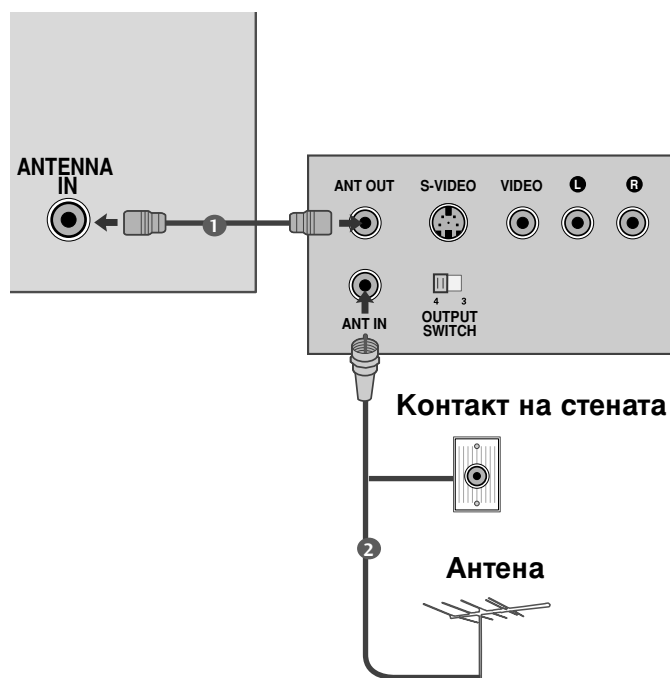 ANTENNA
IN
1
ANT OUT S-VIDEO VIDEO L R
4 3
ANT IN
OUTPUT
SWITCH
Контакт на стената
2
Антена